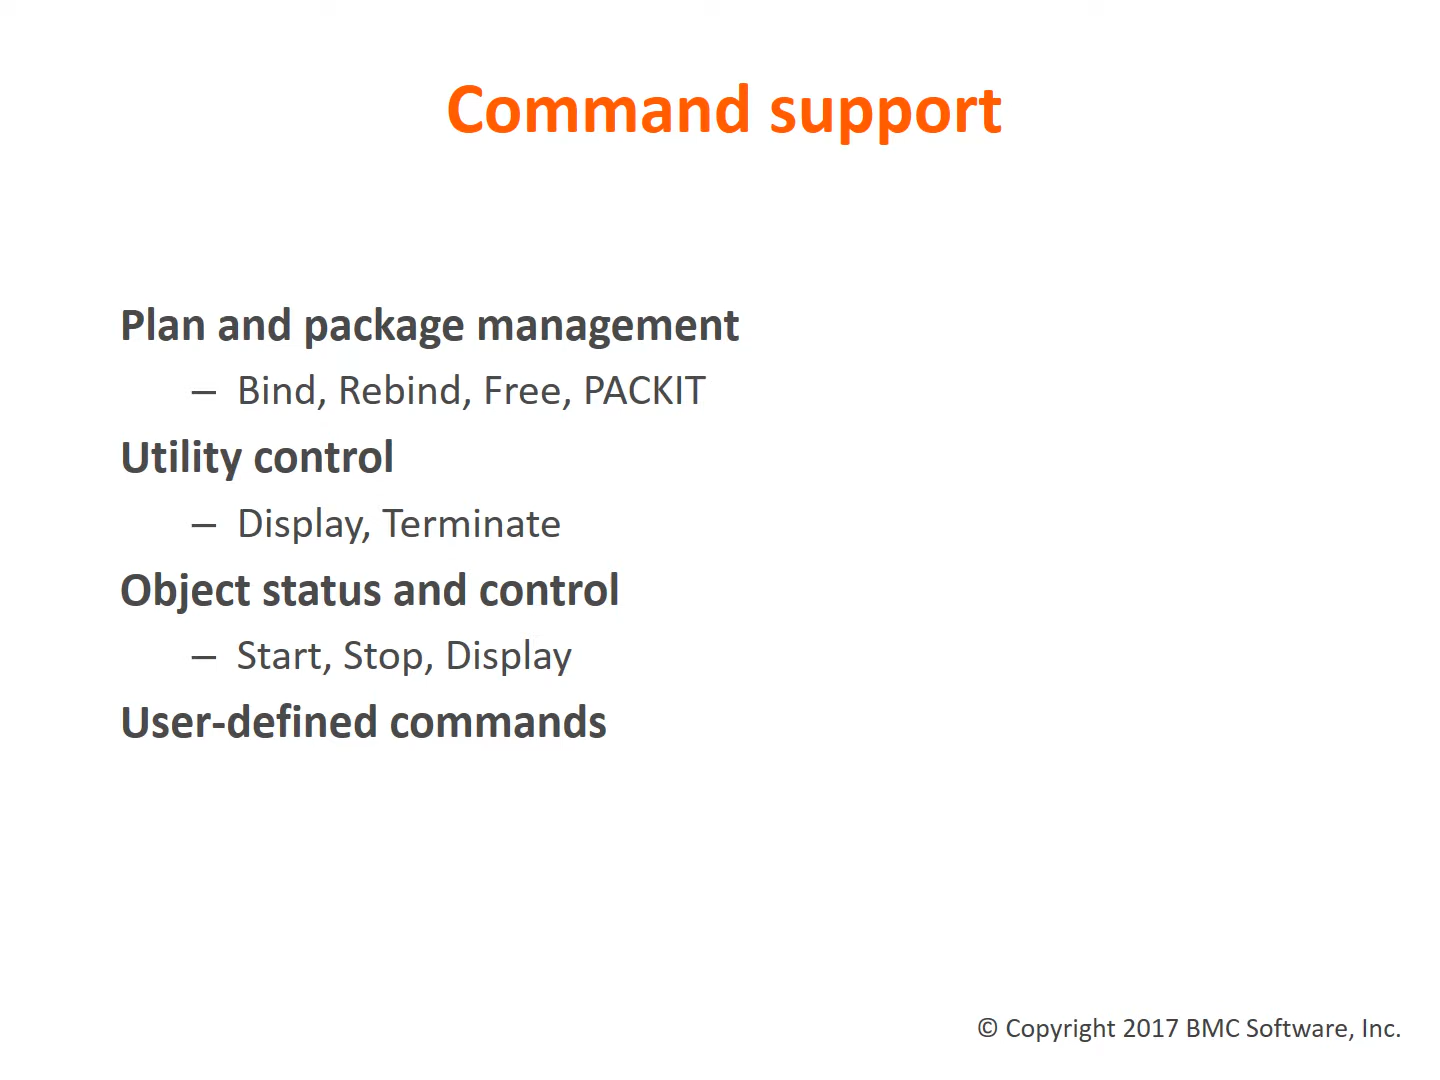 Command support
Plan and package management
– Bind, Rebind, Free, PACKIT
Utility control
– Display, Terminate
Object status and control
– Start, Stop, Display
User-defined commands
© Copyright 2017 BMC Software, Inc.